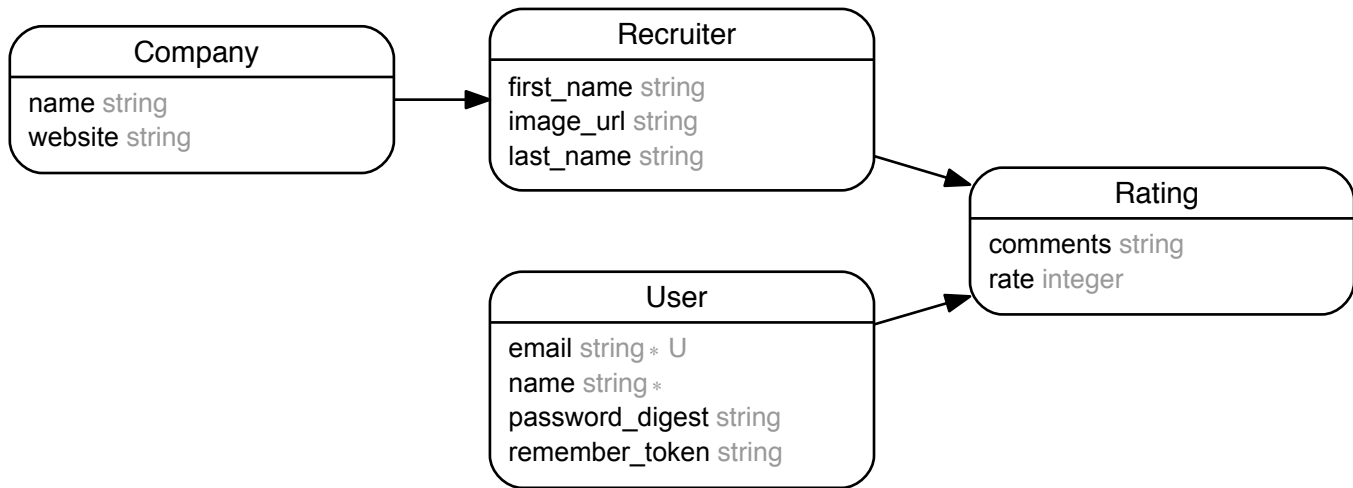 Company
name string
website string
Recruiter
first_name string
image_url string
last_name string
Rating
comments string
rate integer
User
email string * U
name string *
password_digest string
remember_token string